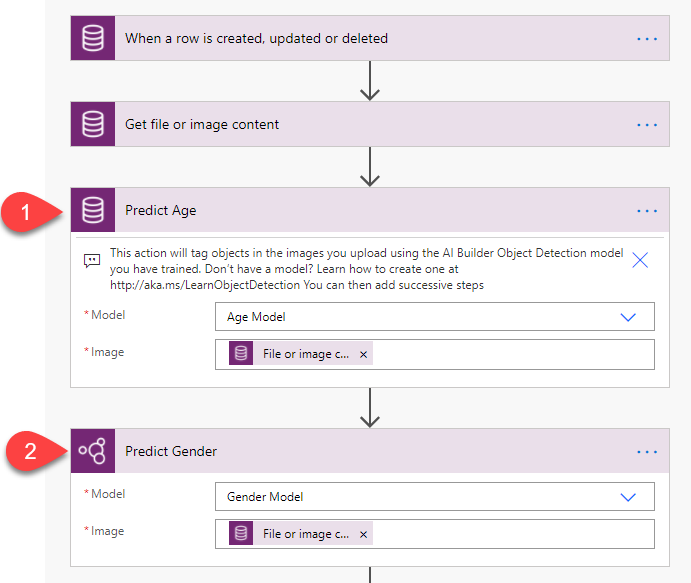 When a row is created, updated or deleted
Get file or image content
1
Predict Age
This action will tag objects in the images you upload using the AI Builder Object Detection model
you have trained. Don't have a model? Learn how to create one at
http://aka.ms/LearnObjectDetection You can then add successive steps
* Model
Age Model
* Image
File or image c... ×
2
Predict Gender
* Model
Gender Model
* Image
File or image c... ×